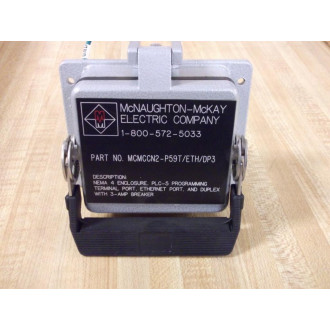 McNAUGHTON-McKAY
ELECTRIC COMPANY
1-800-572-5033
PART NO. MCMCCN2-P59T/ETH/DP3
DESCRIPTION:
NEMA 4 ENCLOSURE, PLC-5 PROGRAMMING
TERMINAL PORT, ETHERNET PORT, AND DUPLEX
WITH 3-AMP BREAKER